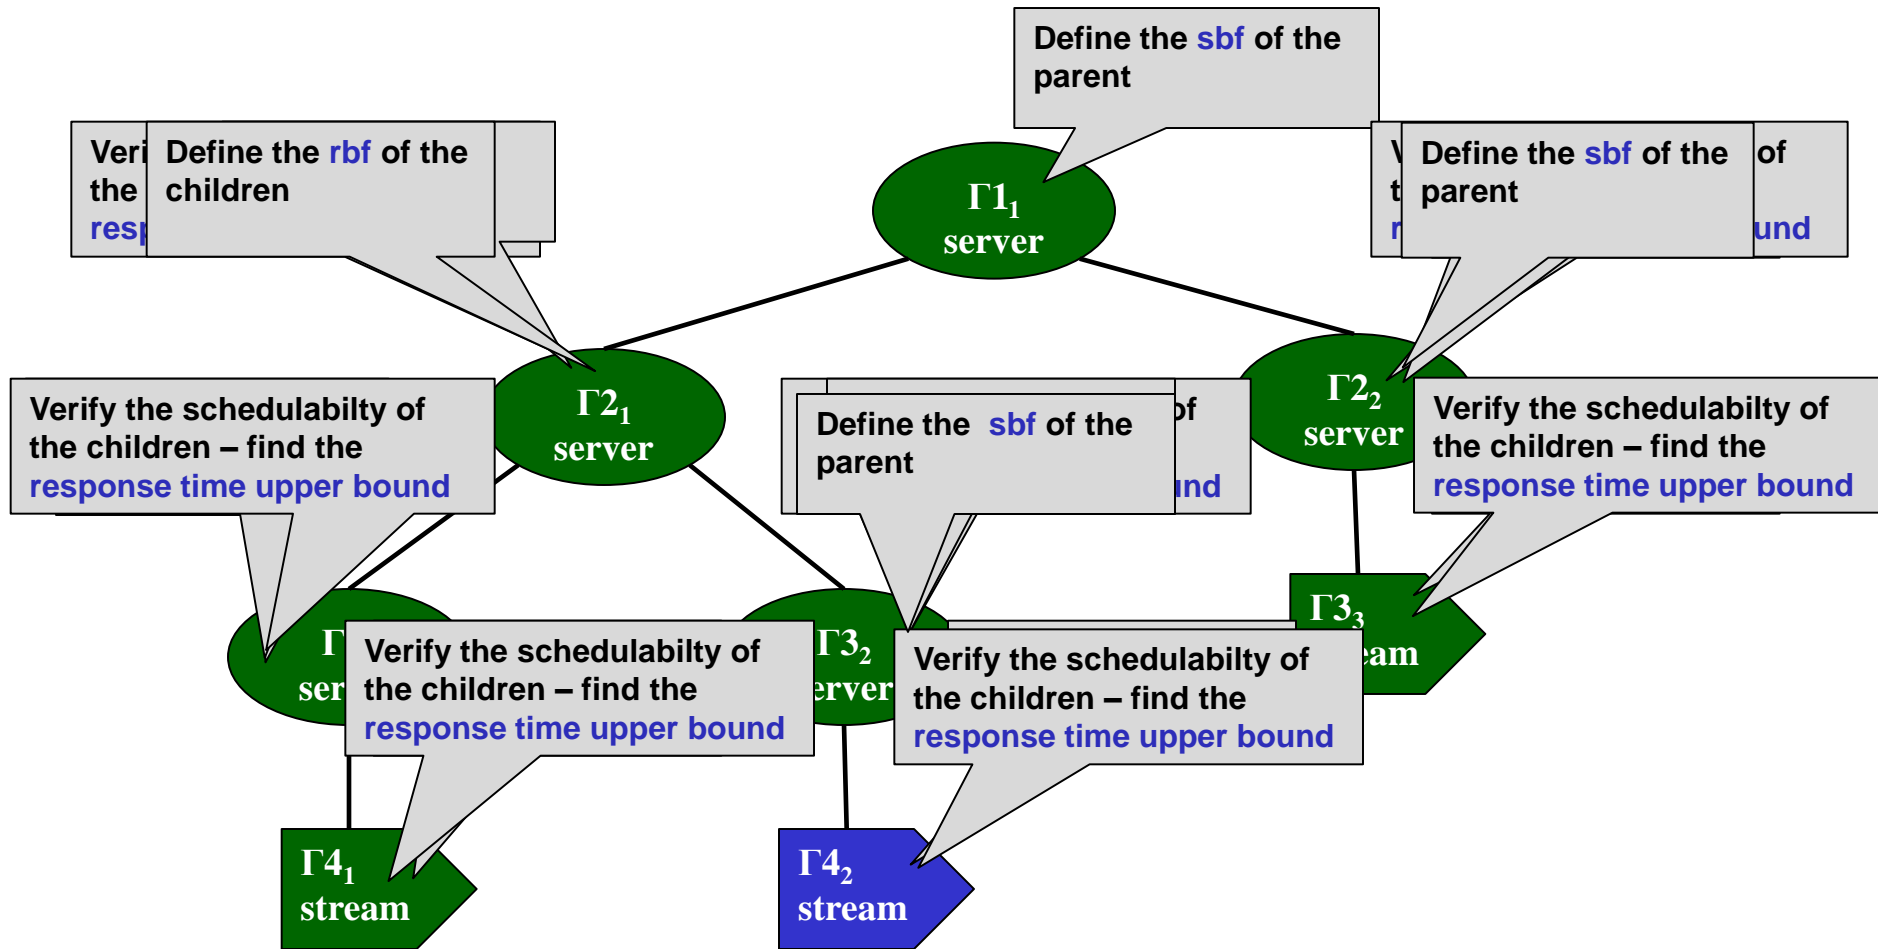 Define the sbf of the
parent
Define the rbf of the
children
the
Define the sbf of the
parent
of
Γ1₁
server
Γ2₁
server
Γ2₂
server
Verify the schedulabilty of
the children – find the
response time upper bound
Define the  sbf of the
parent
of
Verify the schedulabilty of
the children – find the
response time upper bound
Verify the schedulabilty of
the children – find the
response time upper bound
Γ3₂
Verify the schedulabilty of
the children – find the
response time upper bound
Γ3₃
Γ4₁
stream
Γ4₂
stream